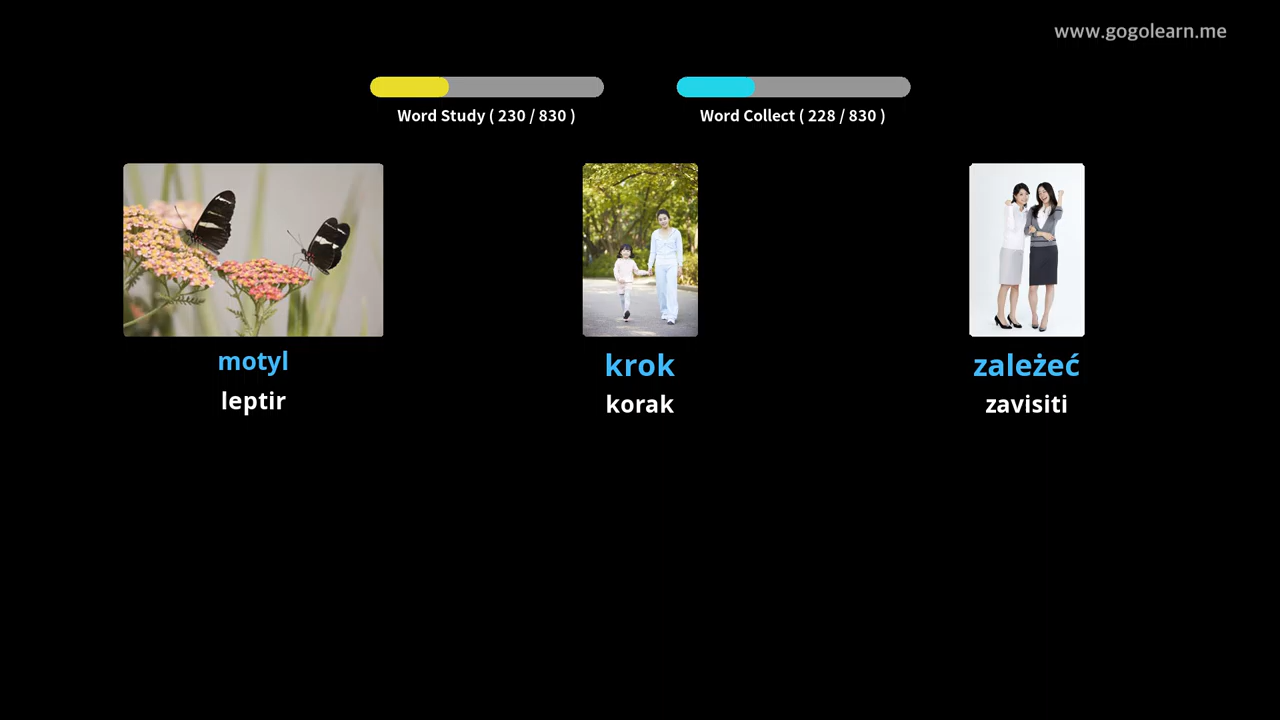 www.gogolearn.me
Word Study ( 230 / 830 )
Word Collect ( 228 / 830 )
motyl
leptir
krok
korak
zależeć
zavisiti